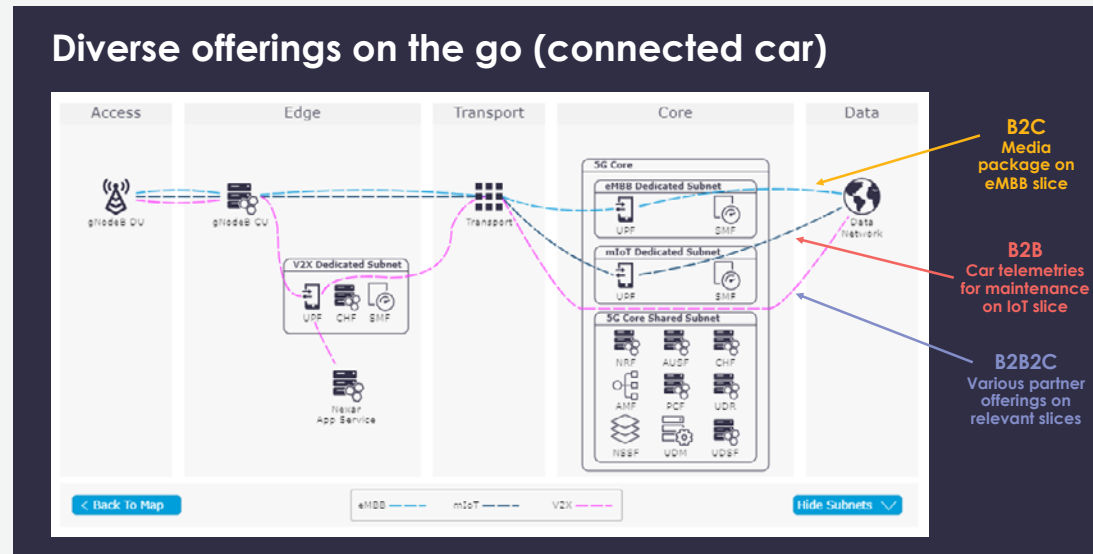 Diverse offerings on the go (connected car)
Access
Edge
Transport
Core
Data
gNodeB DU
gNodeB CU
Transport
Data
Network
5G Core
eMBB Dedicated Subnet
UPF
SMF
mIoT Dedicated Subnet
UPF
SMF
V2X Dedicated Subnet
UPF
CHF
SMF
Nexar
App Service
5G Core Shared Subnet
NRF
AUSF
CHF
AMF
PCF
UDR
NSSF
UDM
UDSF
B2C
Media
package on
eMBB slice
B2B
Car telemetries
for maintenance
on IoT slice
B2B2C
Various partner
offerings on
relevant slices
< Back To Map
eMBB
mIoT
V2X
Hide Subnets